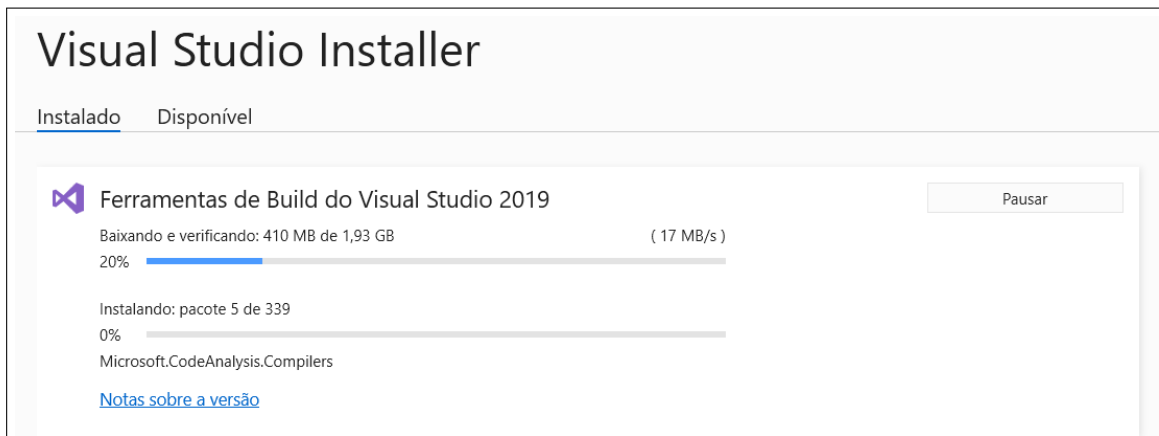 Visual Studio Installer
Instalado Disponível
Ferramentas de Build do Visual Studio 2019
Pausar
Baixando e verificando: 410 MB de 1,93 GB ( 17 MB/s )
20%
Instalando: pacote 5 de 339
0%
Microsoft.CodeAnalysis.Compilers
Notas sobre a versão